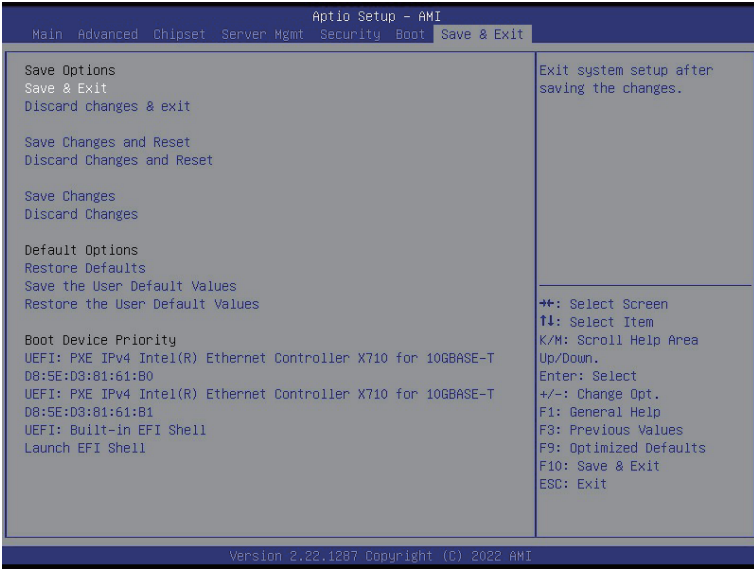 Aptio Setup – AMI
Main Advanced Chipset Server Mgmt Security Boot Save & Exit
Save Options
Save & Exit
Discard changes & exit
Save Changes and Reset
Discard Changes and Reset
Save Changes
Discard Changes
Default Options
Restore Defaults
Save the User Default Values
Restore the User Default Values
Boot Device Priority
UEFI: PXE IPv4 Intel(R) Ethernet Controller X710 for 10GBASE-T
D8:5E:D3:81:61:B0
UEFI: PXE IPv4 Intel(R) Ethernet Controller X710 for 10GBASE-T
D8:5E:D3:81:61:B1
UEFI: Built-in EFI Shell
Launch EFI Shell
Exit system setup after
saving the changes.
→←: Select Screen
↑↓: Select Item
K/M: Scroll Help Area
Up/Down.
Enter: Select
+/-: Change Opt.
F1: General Help
F3: Previous Values
F9: Optimized Defaults
F10: Save & Exit
ESC: Exit
Version 2.22.1287 Copyright (C) 2022 AMI